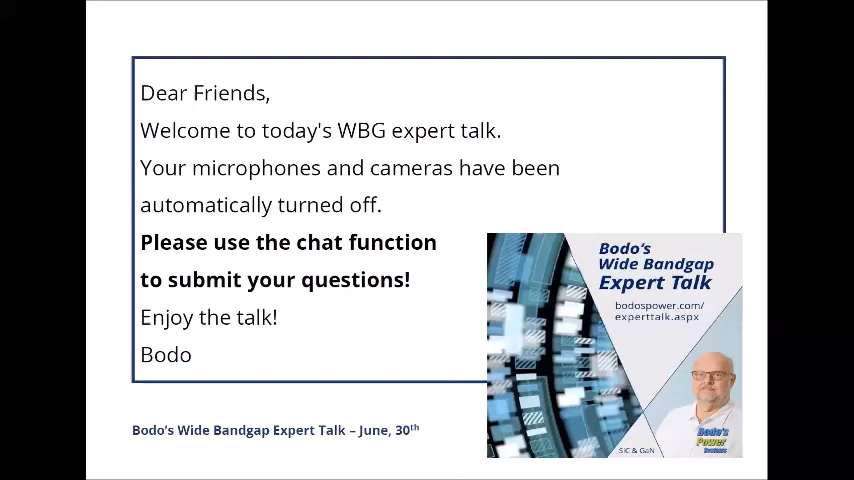 Dear Friends,
Welcome to today's WBG expert talk.
Your microphones and cameras have been
automatically turned off.
Please use the chat function
to submit your questions!
Enjoy the talk!
Bodo
Bodo's
Wide Bandgap
Expert Talk
bodospower.com/
experttalk.aspx
Bodo's
Power
Systems
SiC & GaN
Bodo's Wide Bandgap Expert Talk – June, 30th